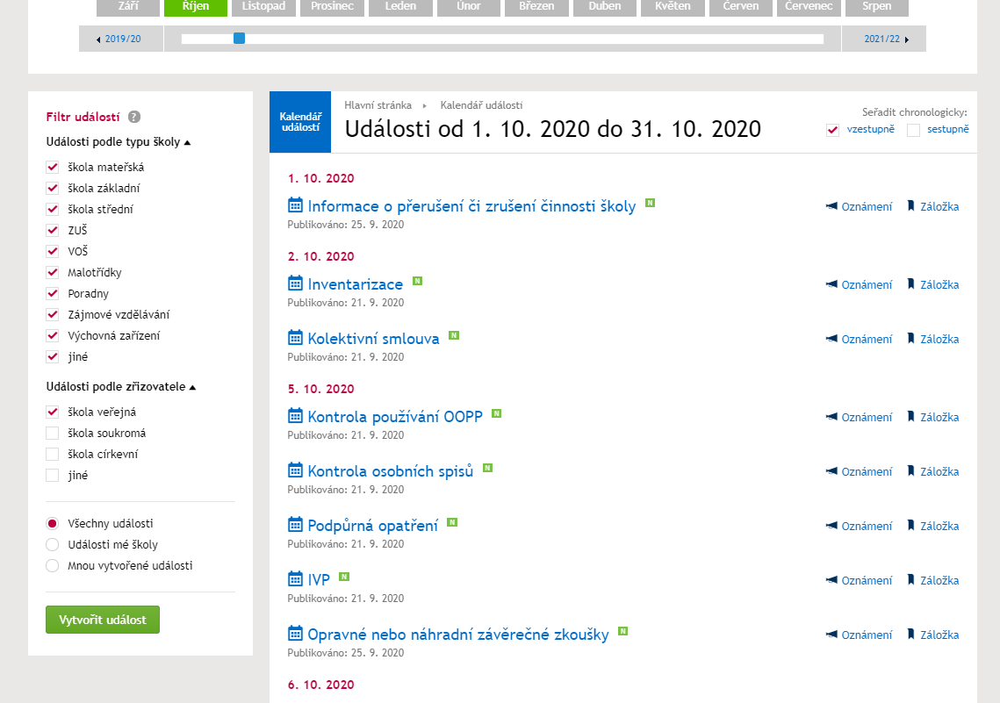 Září Říjen Listopad Prosinec Leden Únor Březen Duben Květen Červen Červenec Srpen
2019/20 2021/22
Filtr událostí ?
Události podle typu školy
škola mateřská
škola základní
škola střední
ZUŠ
VOŠ
Malotřídky
Poradny
Zájmové vzdělávání
Výchovná zařízení
jiné
Události podle zřizovatele
škola veřejná
škola soukromá
škola církevní
jiné
Všechny události
Události mé školy
Mnou vytvořené události
Vytvořit událost
Kalendář
událostí
Hlavní stránka Kalendář událostí
Události od 1. 10. 2020 do 31. 10. 2020
Seřadit chronologicky:
vzestupně sestupně
1. 10. 2020
Informace o přerušení či zrušení činnosti školy N Oznámení Záložka
Publikováno: 25. 9. 2020
2. 10. 2020
Inventarizace N Oznámení Záložka
Publikováno: 21. 9. 2020
Kolektivní smlouva N Oznámení Záložka
Publikováno: 21. 9. 2020
5. 10. 2020
Kontrola používání OOPP N Oznámení Záložka
Publikováno: 21. 9. 2020
Kontrola osobních spisů N Oznámení Záložka
Publikováno: 21. 9. 2020
Podpůrná opatření N Oznámení Záložka
Publikováno: 21. 9. 2020
IVP N Oznámení Záložka
Publikováno: 21. 9. 2020
Opravné nebo náhradní závěrečné zkoušky N Oznámení Záložka
Publikováno: 25. 9. 2020
6. 10. 2020